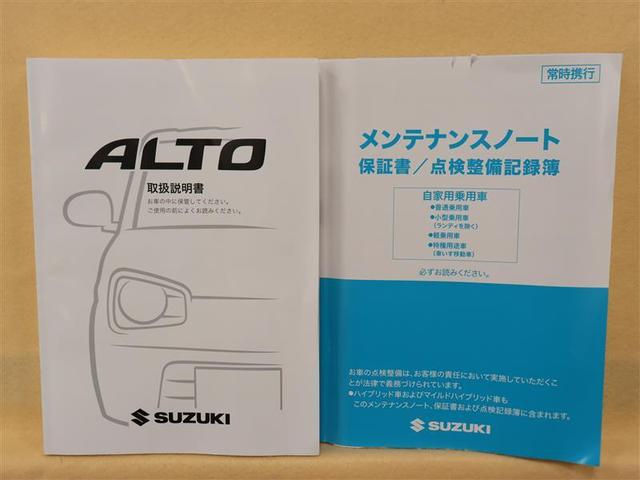 ALTO
取扱説明書
お車の中に保管してください。
ご使用の前によくお読みください。
SUZUKI
常時携行
メンテナンスノート
保証書/点検整備記録簿
自家用乗用車
●普通乗用車
●小型乗用車
(ランディを除く)
●軽乗用車
●特種用途車
(車いす移動車)
必ずお読みください。
お車の点検整備は、お客様の責任において実施していただくこ
とが法律で義務づけられています。
●ハイブリッド車およびマイルドハイブリッド車も
このメンテナンスノート、保証書および点検記録簿に含まれます。
SUZUKI